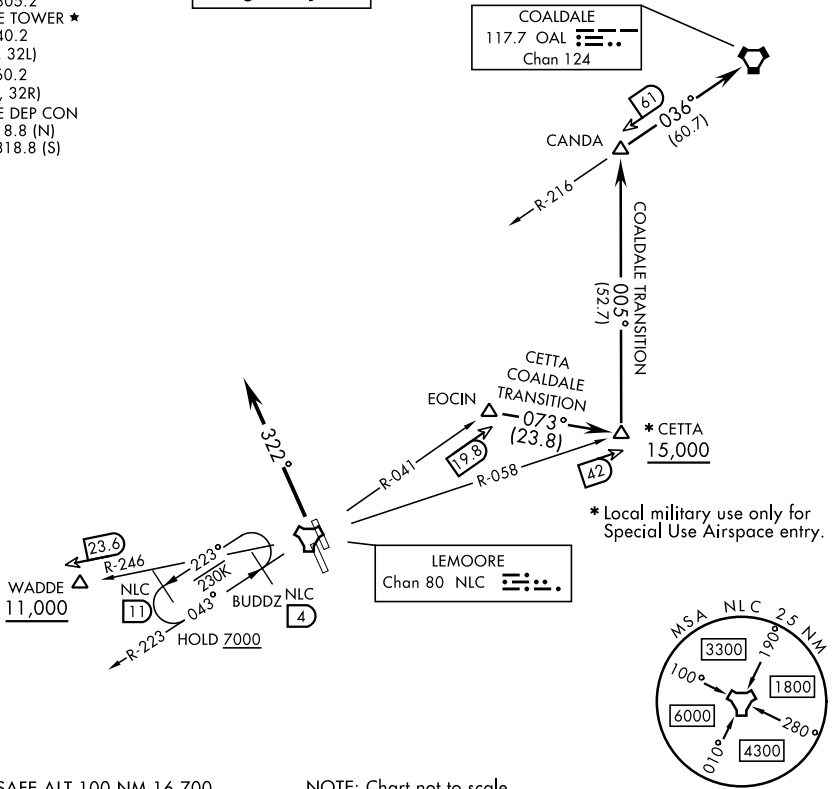 305.2
E TOWER ★
40.2
, 32L)
60.2
, 32R)
E DEP CON
8.8 (N)
318.8 (S)
COALDALE
117.7 OAL
Chan 124
61
036°
(60.7)
CANDA
R-216
COALDALE TRANSITION
005°
(52.7)
CETTA
COALDALE
TRANSITION
EOCIN
073°
(23.8)
* CETTA
15,000
19.8
R-041
R-058
42
322°
* Local military use only for
Special Use Airspace entry.
23.6
R-246
223°
230K
043°
WADDE
11,000
NLC
11
BUDDZ
NLC
4
R-223
HOLD 7000
LEMOORE
Chan 80 NLC
MSA NLC 25 NM
3300
190°
100°
1800
6000
280°
010°
4300
SAFE ALT 100 NM 16,700
NOTE: Chart not to scale